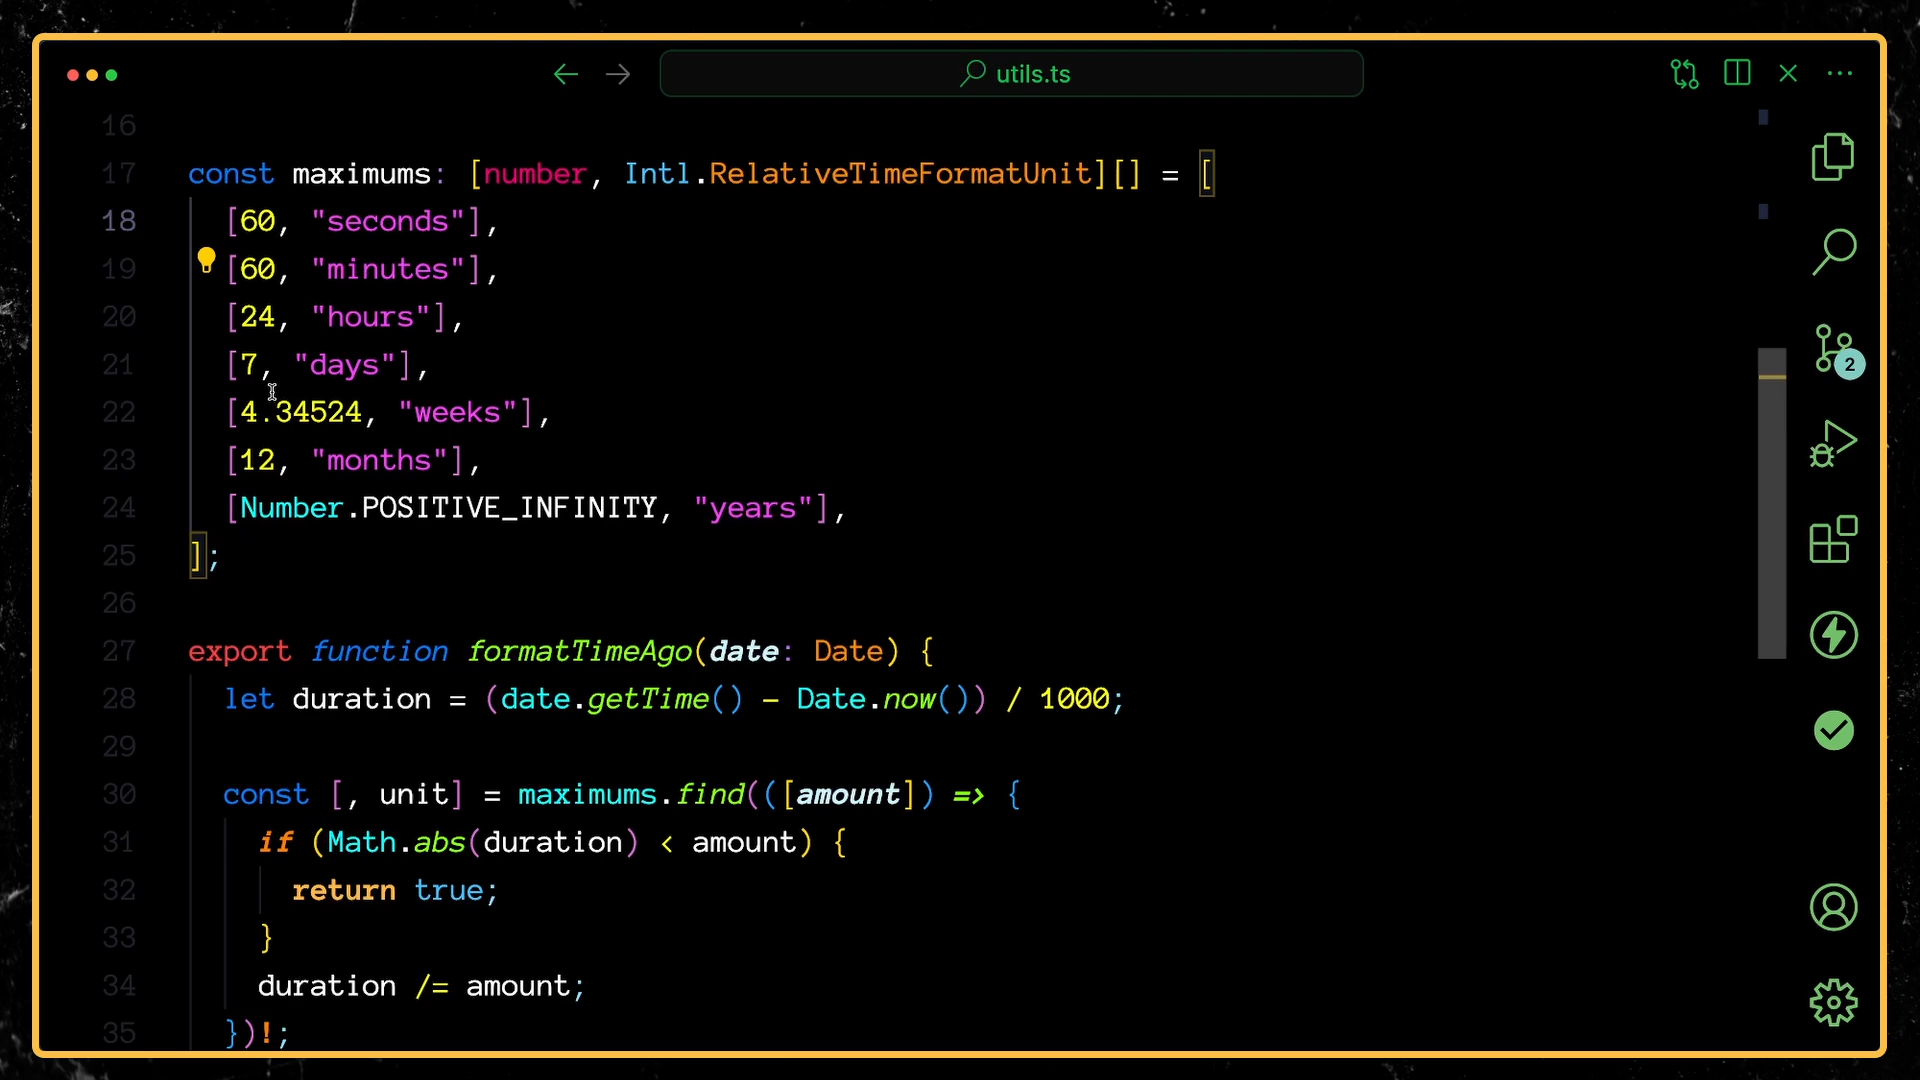 utils.ts
16
17 const maximums: [number, Intl.RelativeTimeFormatUnit][] = [
18 [60, "seconds"],
19 [60, "minutes"],
20 [24, "hours"],
21 [7, "days"],
22 [4.34524, "weeks"],
23 [12, "months"],
24 [Number.POSITIVE_INFINITY, "years"],
25 ];
26
27 export function formatTimeAgo(date: Date) {
28 let duration = (date.getTime() - Date.now()) / 1000;
29
30 const [, unit] = maximums.find(([amount]) => {
31 if (Math.abs(duration) < amount) {
32 return true;
33 }
34 duration /= amount;
35 })!;
2